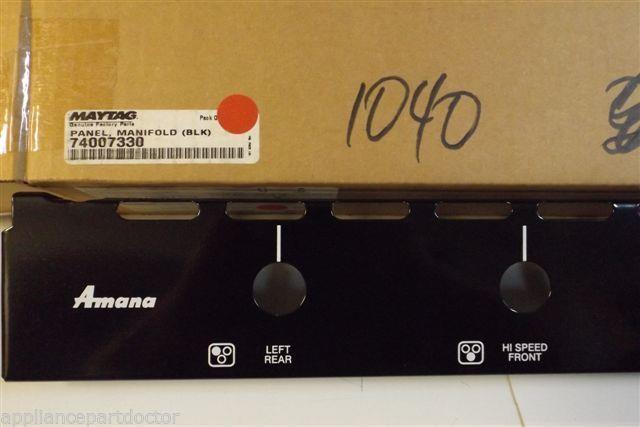 MAYTAG
Genuine Factory Parts
PANEL, MANIFOLD (BLK)
74007330
1040
Amana
LEFT
REAR
HI SPEED
FRONT
appliancepartdoctor